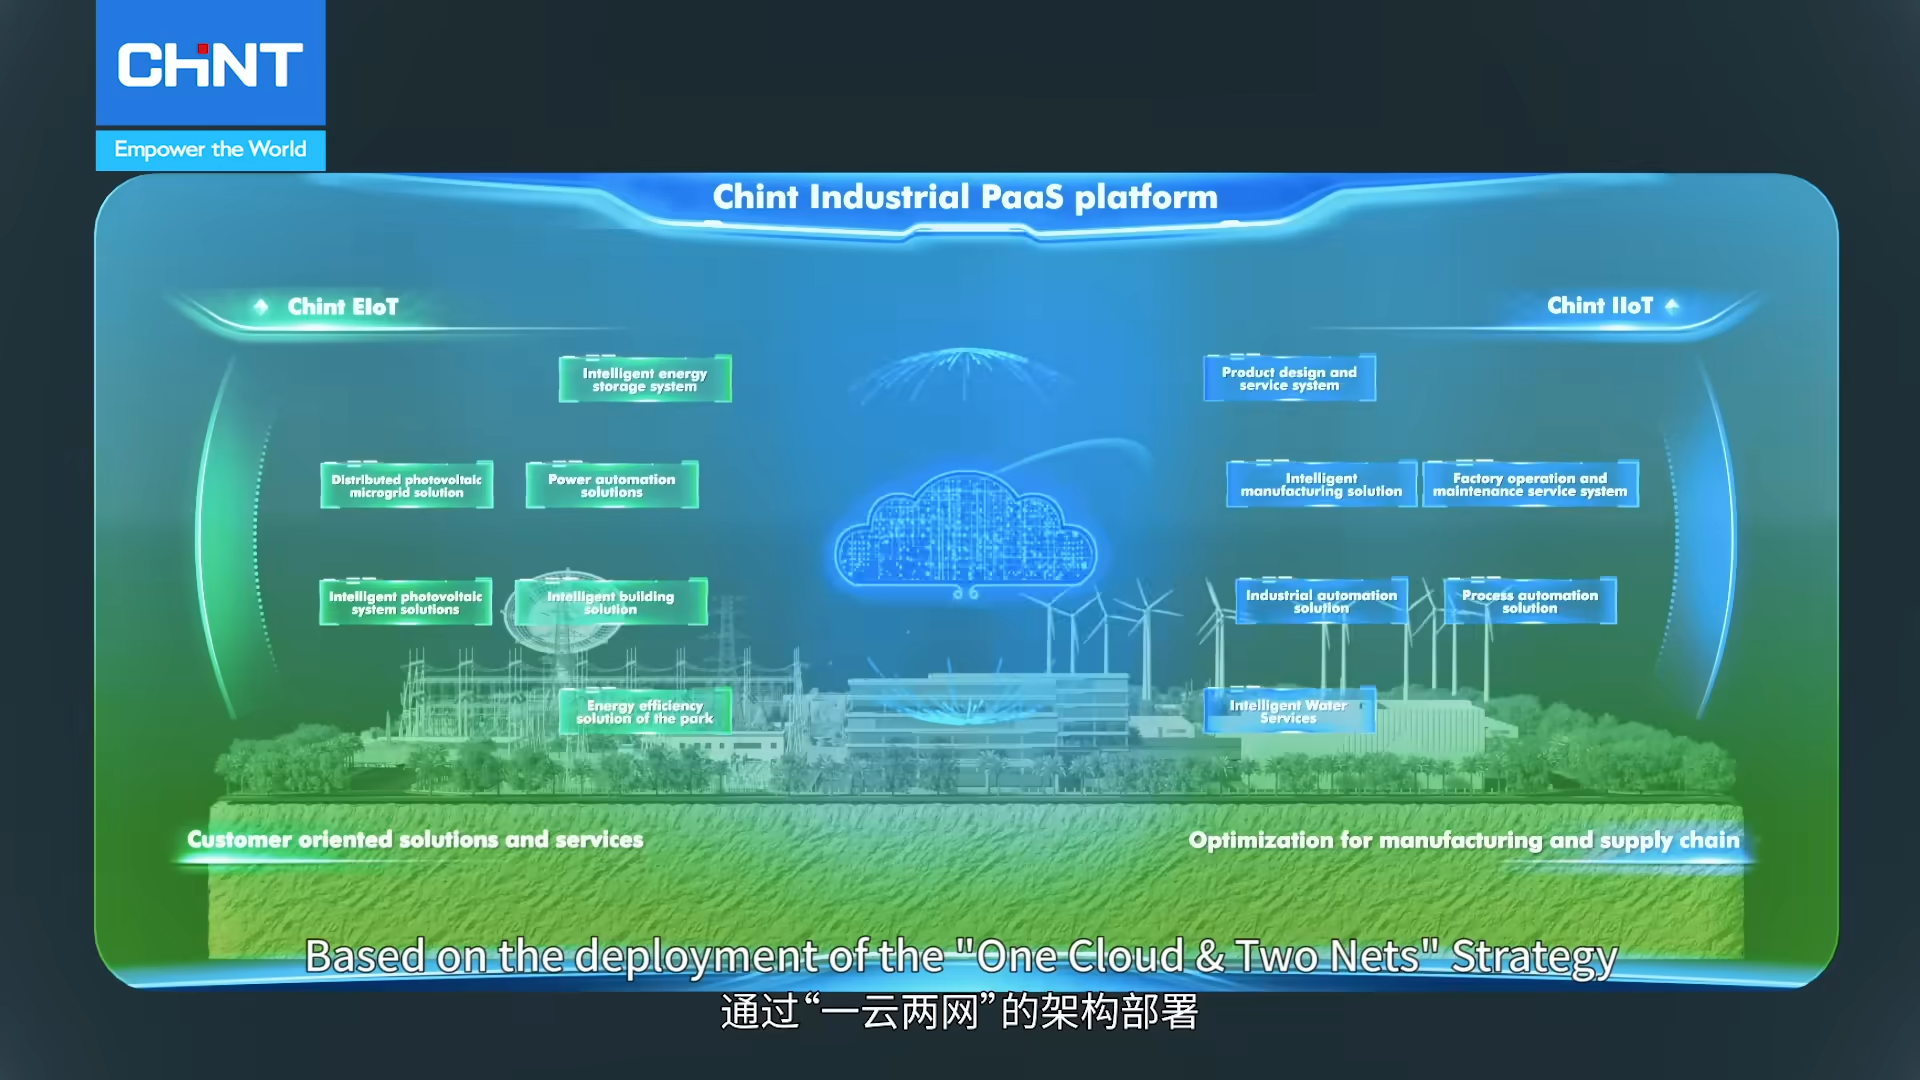 CHiNT
Empower the World
Chint Industrial PaaS platform
Chint EIoT
Chint IIoT
Intelligent energy
storage system
Product design and
service system
Distributed photovoltaic
microgrid solution
Power automation
solutions
Intelligent
manufacturing solution
Factory operation and
maintenance service system
Intelligent photovoltaic
system solutions
Intelligent building
solution
Industrial automation
solution
Process automation
solution
Energy efficiency
solution of the park
Intelligent Water
Services
Customer oriented solutions and services
Optimization for manufacturing and supply chain
Based on the deployment of the "One Cloud & Two Nets" Strategy
通过“一云两网”的架构部署